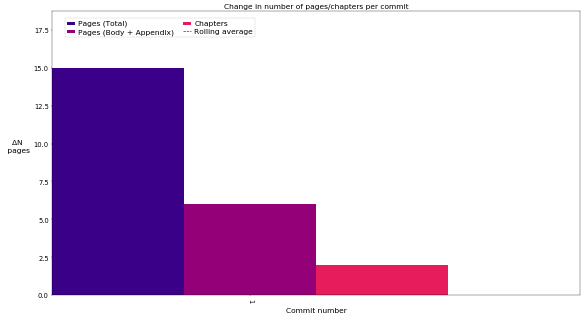 Change in number of pages/chapters per commit
Pages (Total)
Pages (Body + Appendix)
Chapters
Rolling average
17.5
15.0
12.5
10.0
7.5
5.0
2.5
0.0
ΔN
pages
1
Commit number